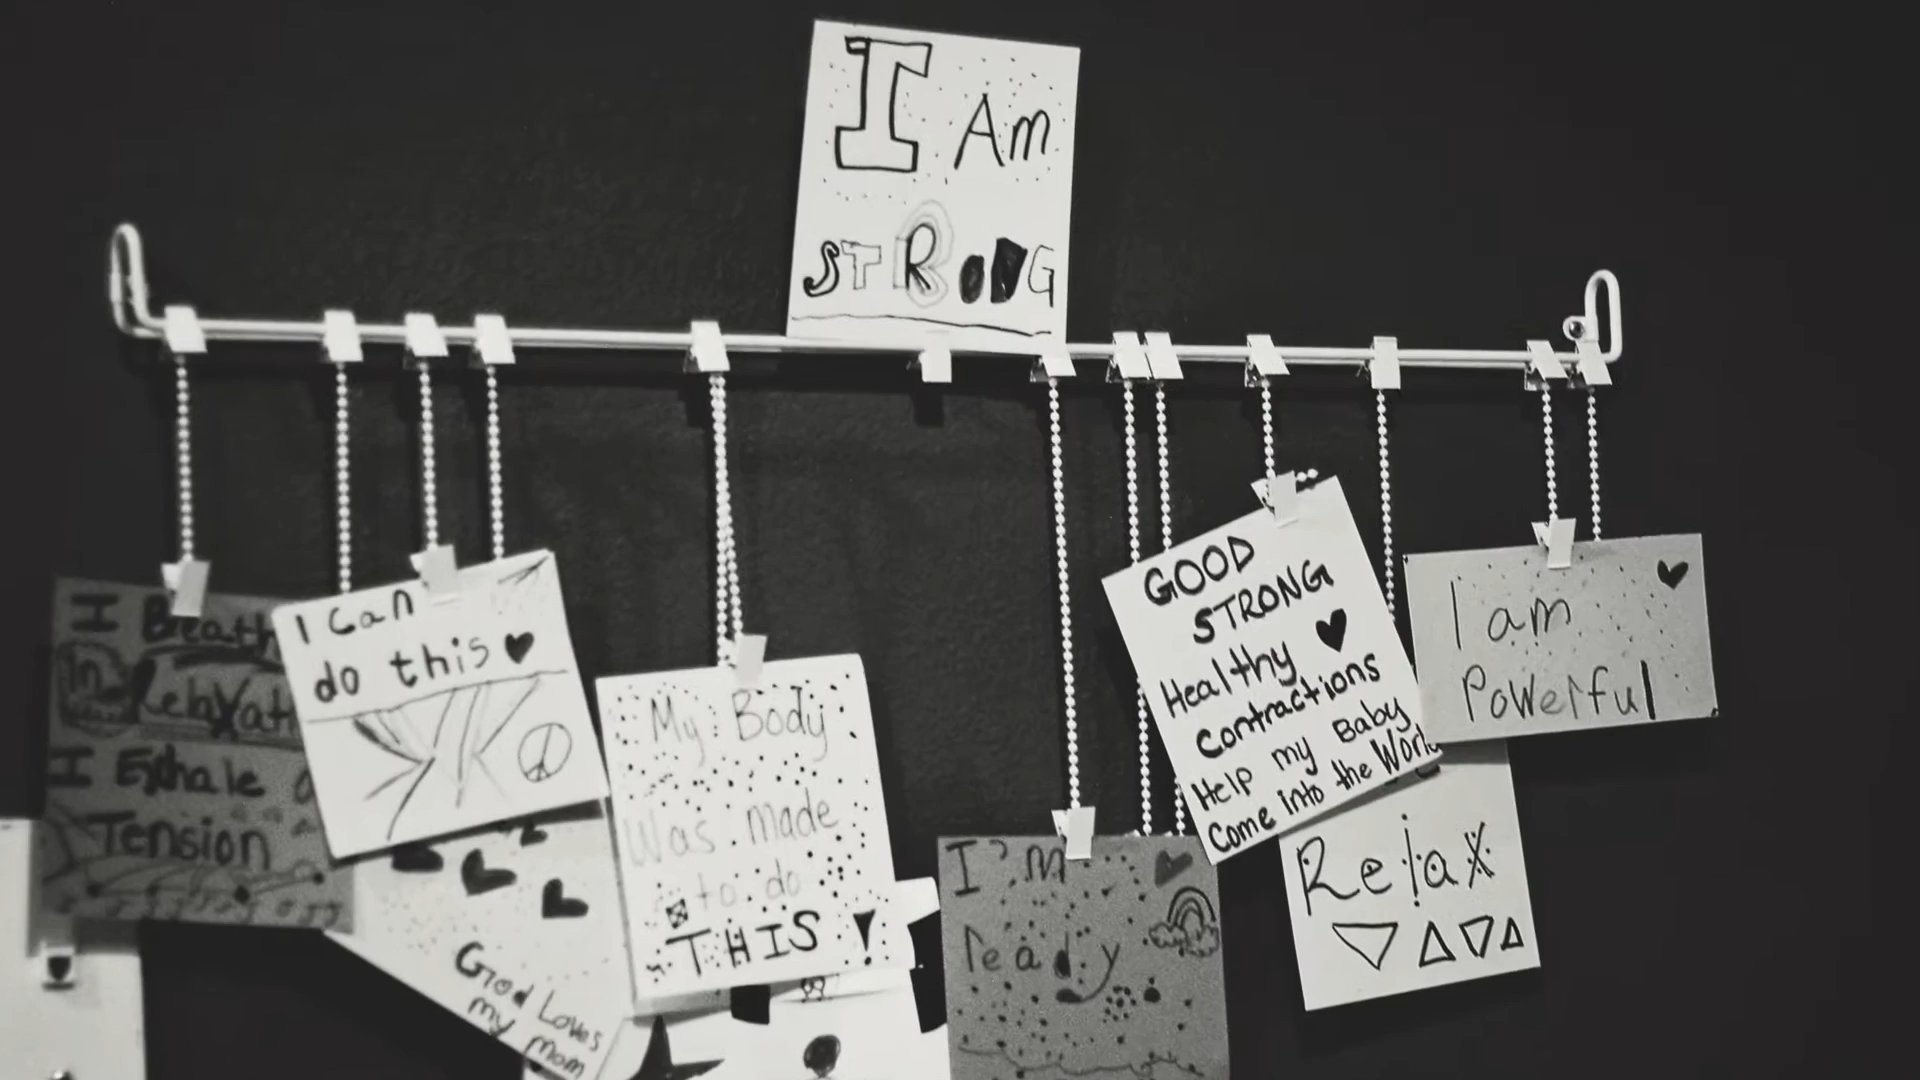 I Am
STRONG
I Breath
In Relaxat
I Exhale
Tension
I Can
do this
God Loves
my
mom
My Body
Was made
to do
THIS !
I'm
ready
GOOD
STRONG
Healthy
contractions
Help my Baby
Come into the World
I am
Powerful
Relax